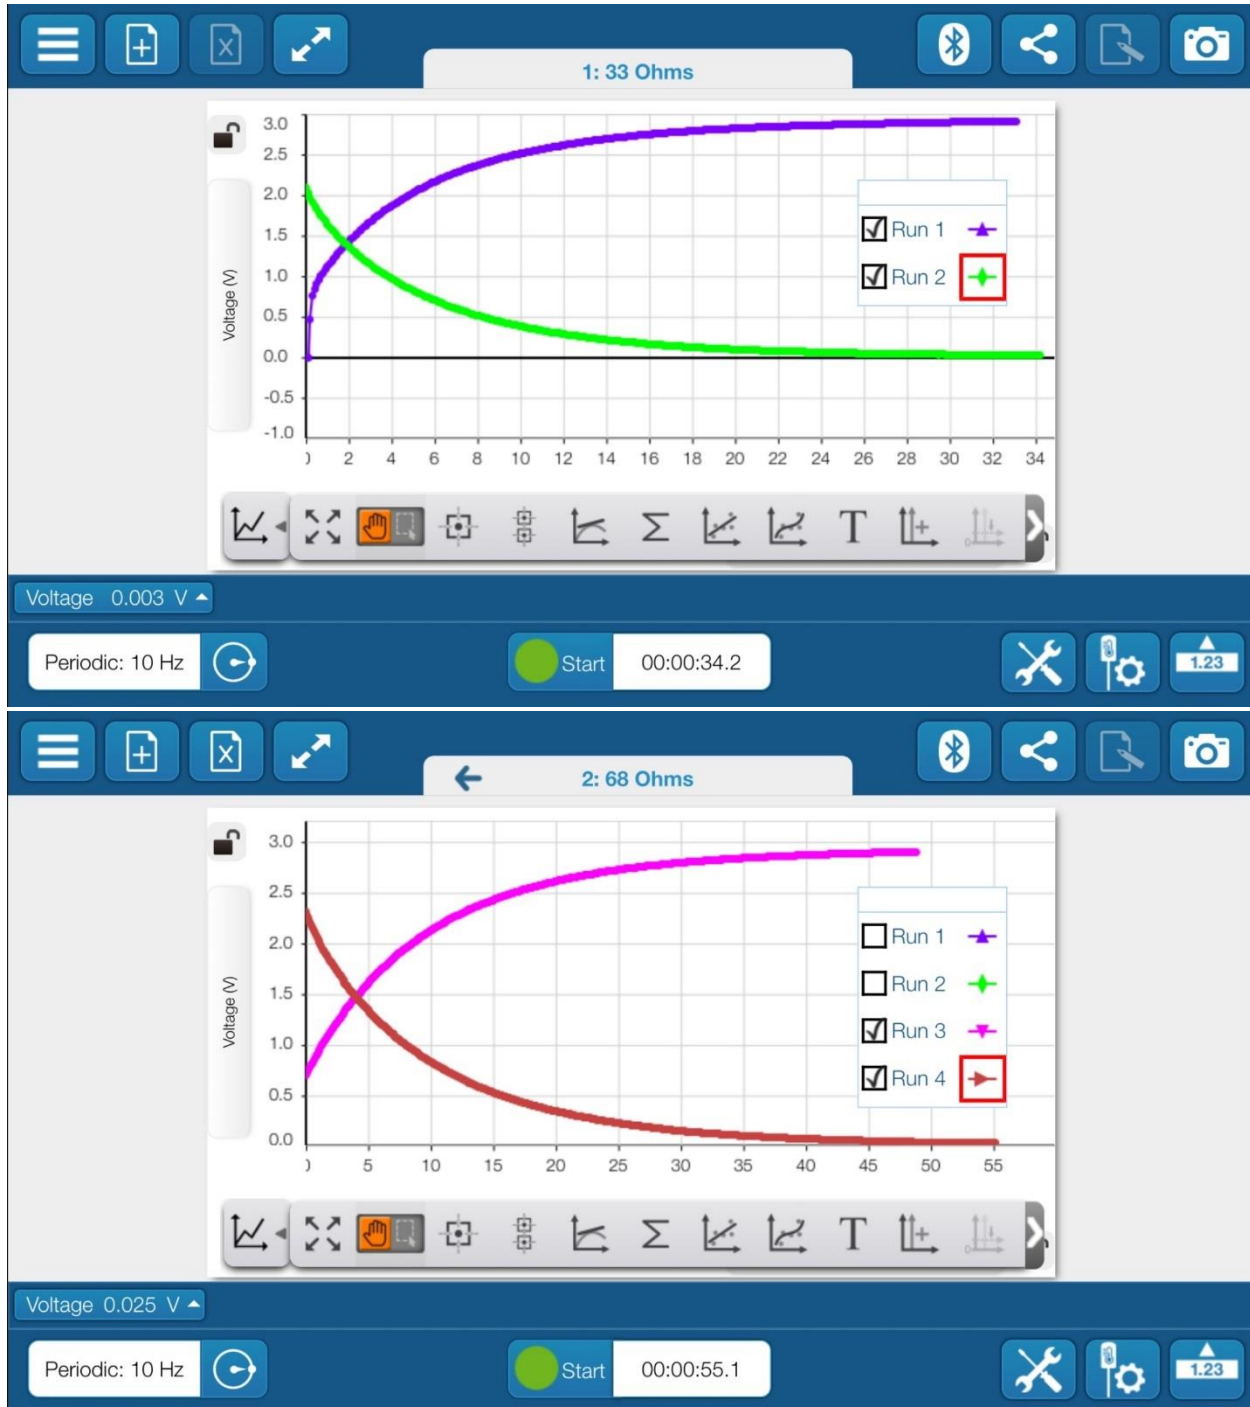 1: 33 Ohms
3.0
2.5
2.0
1.5
1.0
0.5
0.0
-0.5
-1.0
Voltage (V)
Run 1
Run 2
2 4 6 8 10 12 14 16 18 20 22 24 26 28 30 32 34
Σ T
Voltage 0.003 V
Periodic: 10 Hz
Start 00:00:34.2
1.23
2: 68 Ohms
3.0
2.5
2.0
1.5
1.0
0.5
0.0
Voltage (V)
Run 1
Run 2
Run 3
Run 4
5 10 15 20 25 30 35 40 45 50 55
Σ T
Voltage 0.025 V
Periodic: 10 Hz
Start 00:00:55.1
1.23